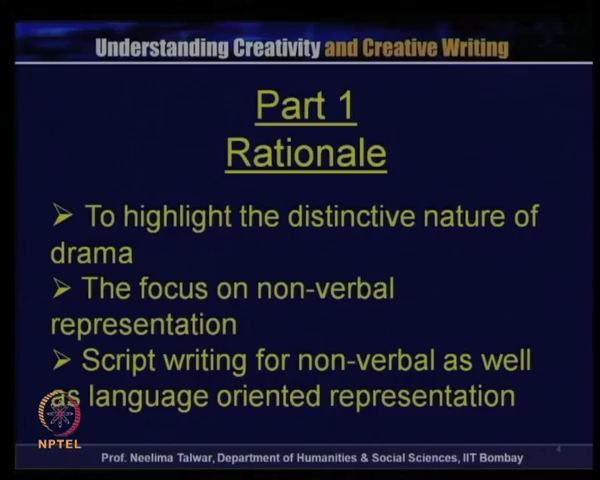 Understanding Creativity and Creative Writing
Part 1
Rationale
➢ To highlight the distinctive nature of
drama
➢ The focus on non-verbal
representation
➢ Script writing for non-verbal as well
as language oriented representation
NPTEL
Prof. Neelima Talwar, Department of Humanities & Social Sciences, IIT Bombay
4